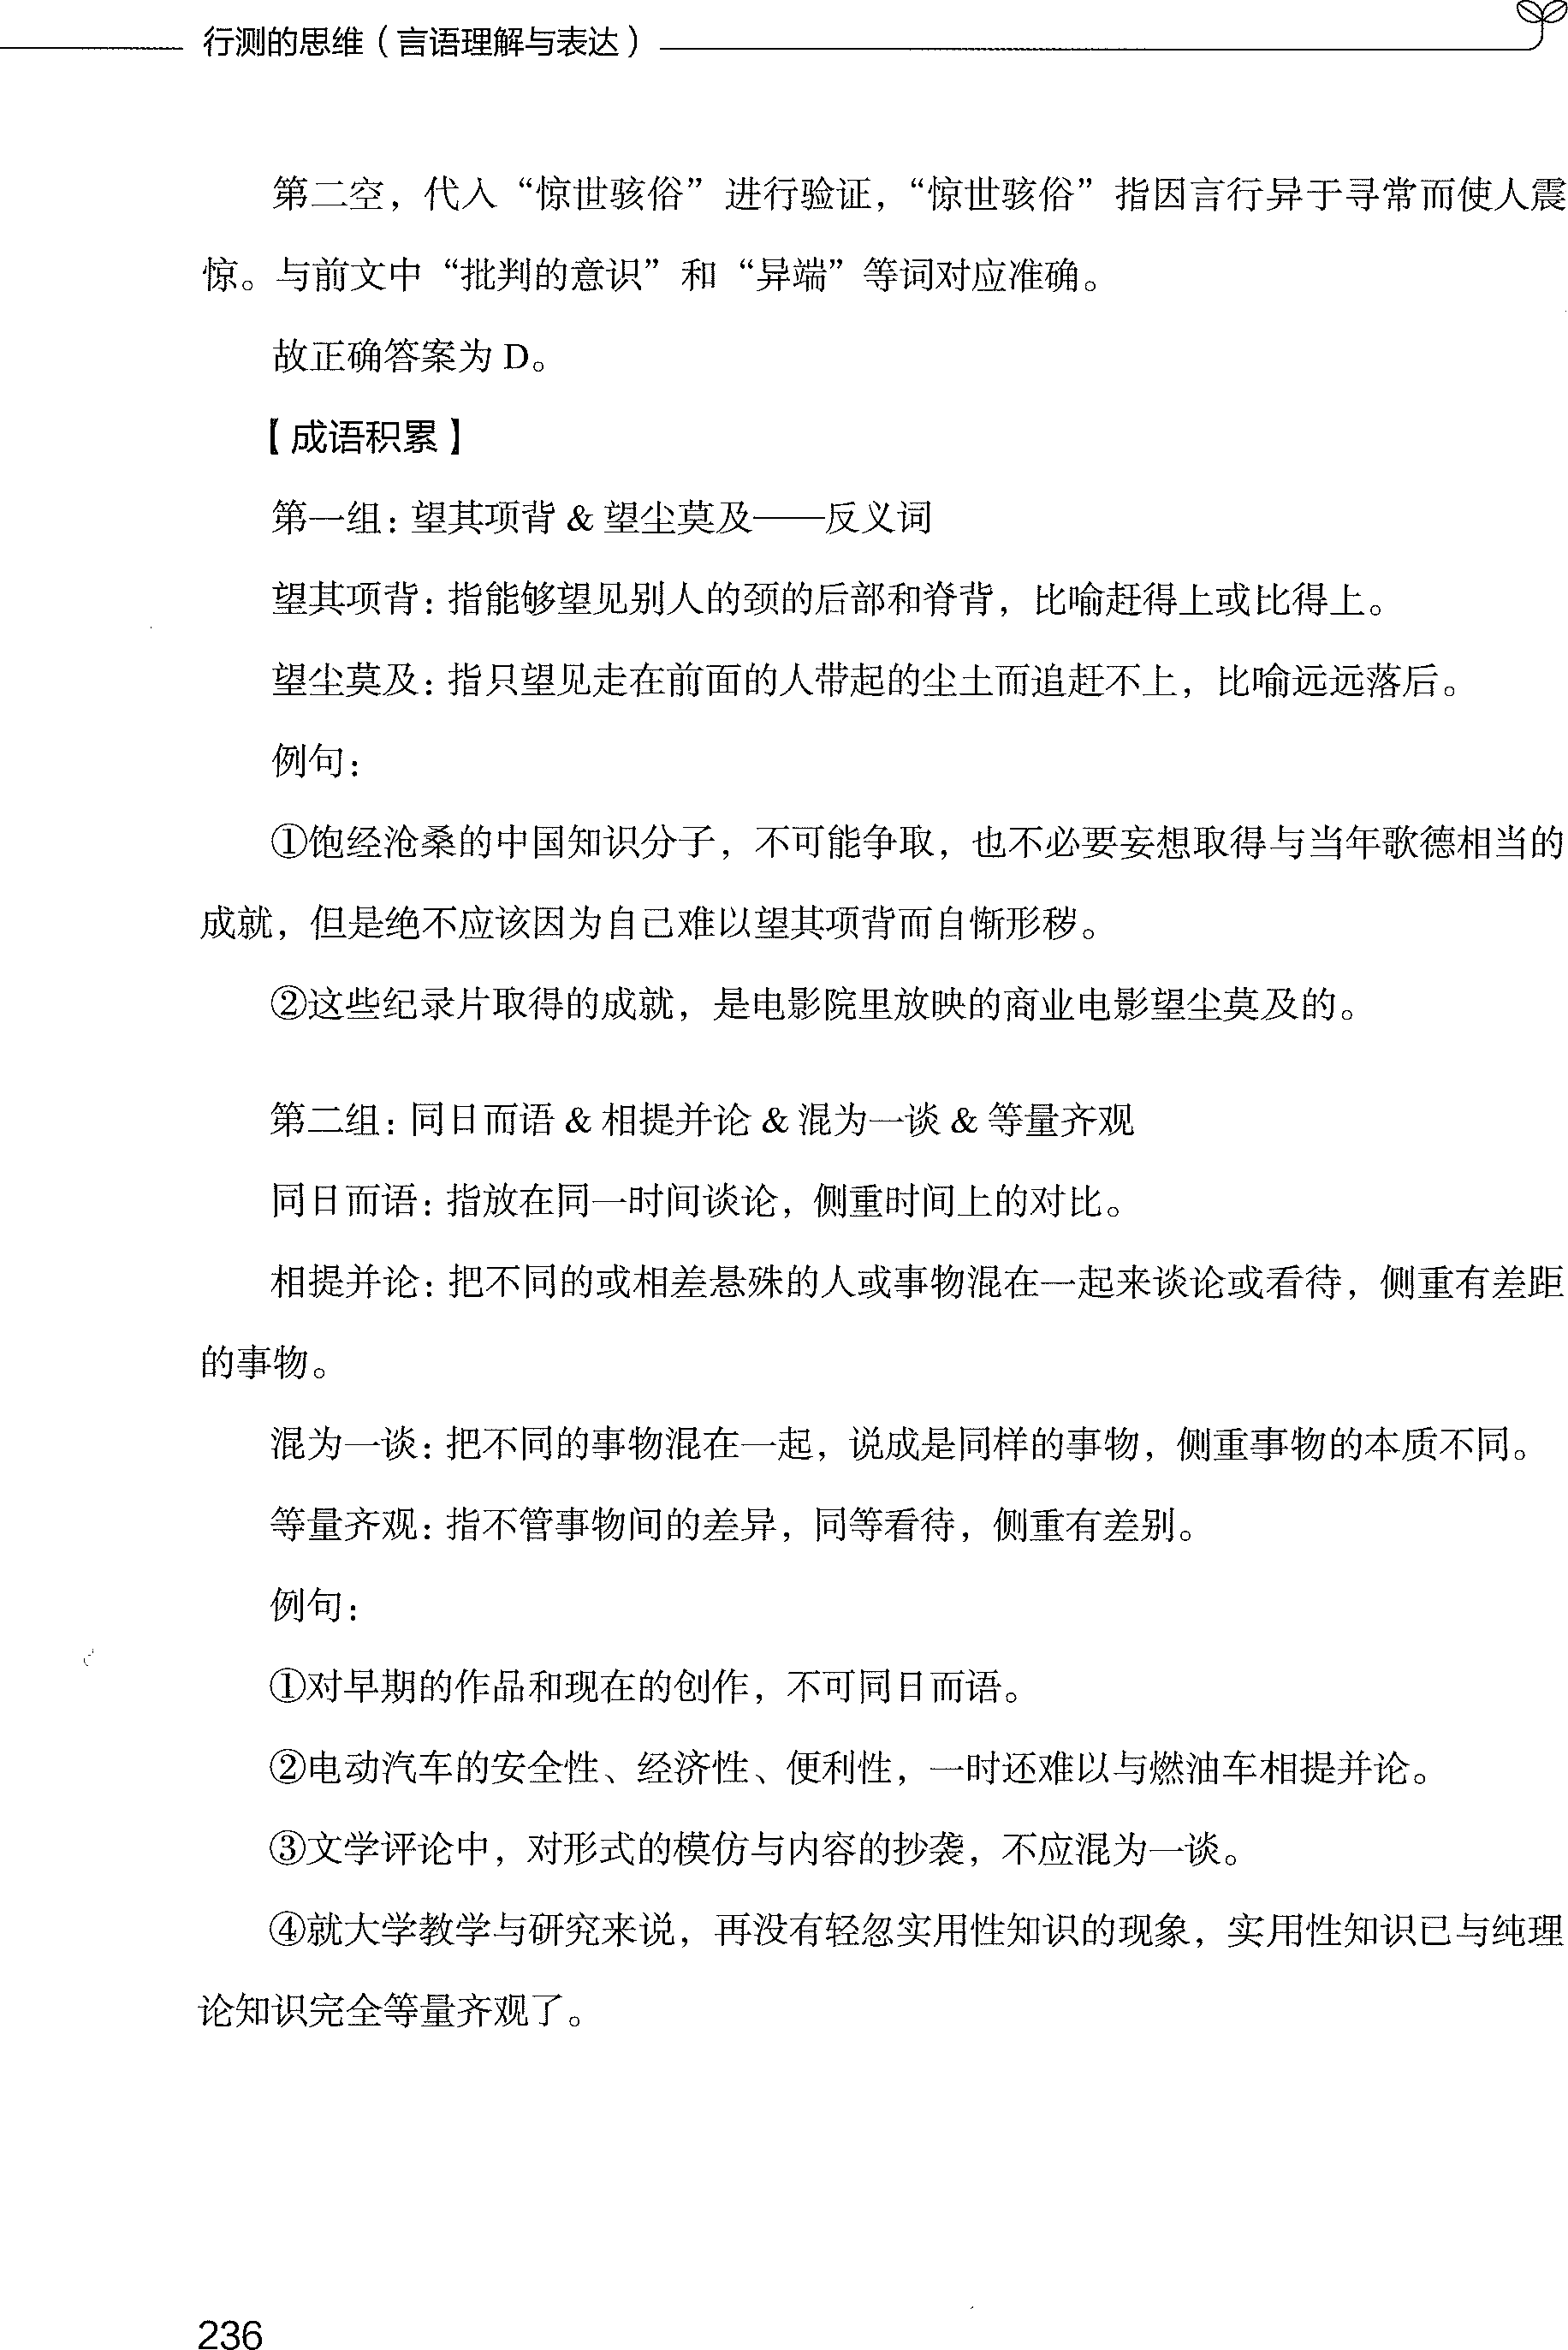 行测的思维（言语理解与表达）
第二空，代入“惊世骇俗”进行验证，“惊世骇俗”指因言行异于寻常而使人震
惊。与前文中“批判的意识”和“异端”等词对应准确。
故正确答案为 D。
【成语积累】
第一组：望其项背 & 望尘莫及——反义词
望其项背：指能够望见别人的颈的后部和脊背，比喻赶得上或比得上。
望尘莫及：指只望见走在前面的人带起的尘土而追赶不上，比喻远远落后。
例句：
①饱经沧桑的中国知识分子，不可能争取，也不必要妄想取得与当年歌德相当的
成就，但是绝不应该因为自己难以望其项背而自惭形秽。
②这些纪录片取得的成就，是电影院里放映的商业电影望尘莫及的。
第二组：同日而语 & 相提并论 & 混为一谈 & 等量齐观
同日而语：指放在同一时间谈论，侧重时间上的对比。
相提并论：把不同的或相差悬殊的人或事物混在一起来谈论或看待，侧重有差距
的事物。
混为一谈：把不同的事物混在一起，说成是同样的事物，侧重事物的本质不同。
等量齐观：指不管事物间的差异，同等看待，侧重有差别。
例句：
①对早期的作品和现在的创作，不可同日而语。
②电动汽车的安全性、经济性、便利性，一时还难以与燃油车相提并论。
③文学评论中，对形式的模仿与内容的抄袭，不应混为一谈。
④就大学教学与研究来说，再没有轻忽实用性知识的现象，实用性知识已与纯理
论知识完全等量齐观了。
236